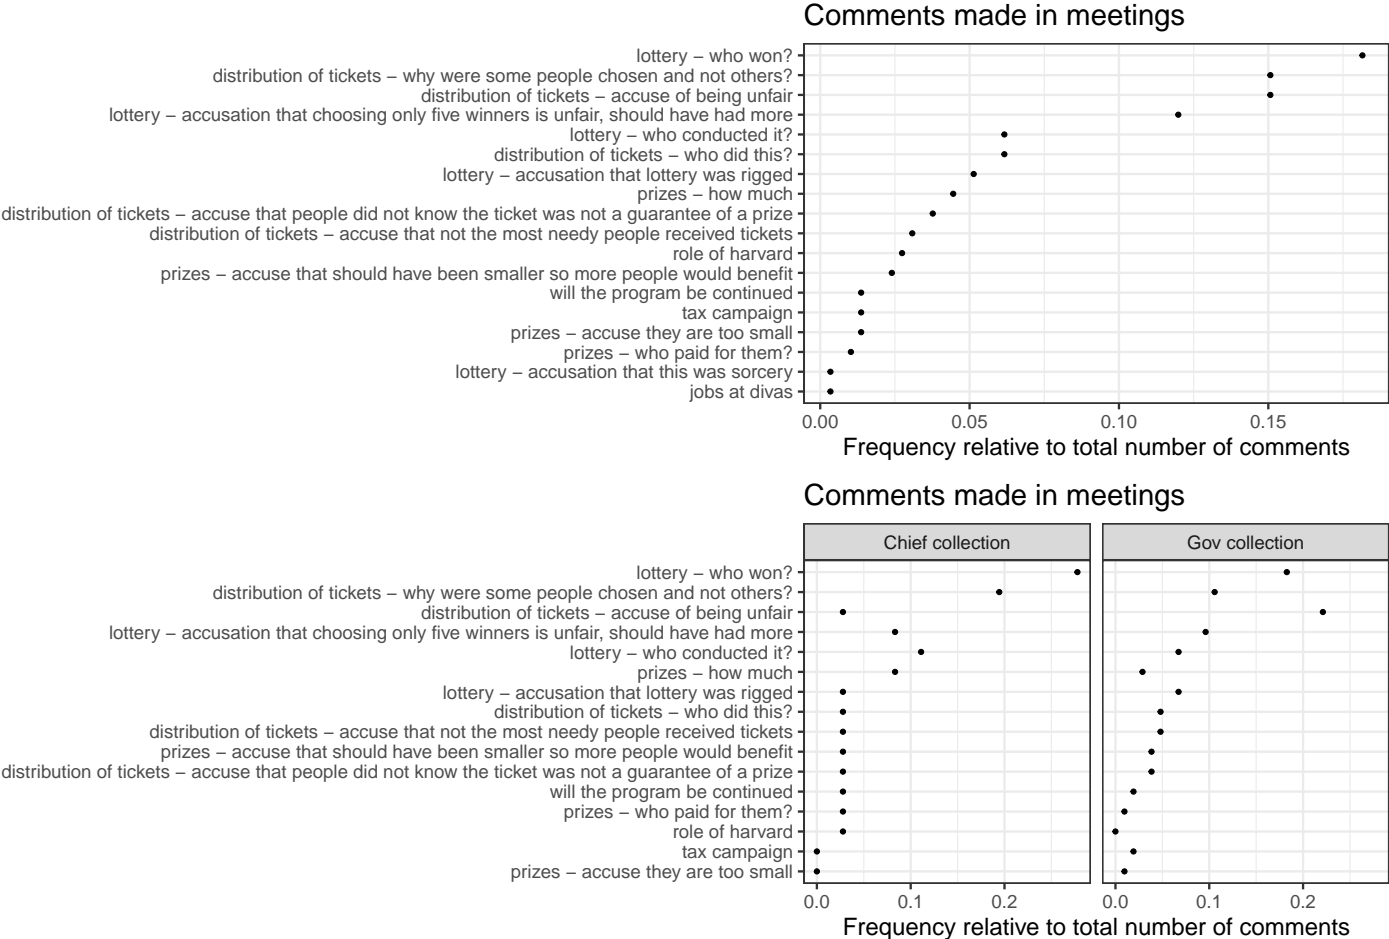 Comments made in meetings
lottery − who won?
distribution of tickets − why were some people chosen and not others?
distribution of tickets − accuse of being unfair
lottery − accusation that choosing only five winners is unfair, should have had more
lottery − who conducted it?
distribution of tickets − who did this?
lottery − accusation that lottery was rigged
prizes − how much
distribution of tickets − accuse that people did not know the ticket was not a guarantee of a prize
distribution of tickets − accuse that not the most needy people received tickets
role of harvard
prizes − accuse that should have been smaller so more people would benefit
will the program be continued
tax campaign
prizes − accuse they are too small
prizes − who paid for them?
lottery − accusation that this was sorcery
jobs at divas
0.00 0.05 0.10 0.15
Frequency relative to total number of comments
Comments made in meetings
Chief collection Gov collection
lottery − who won?
distribution of tickets − why were some people chosen and not others?
distribution of tickets − accuse of being unfair
lottery − accusation that choosing only five winners is unfair, should have had more
lottery − who conducted it?
prizes − how much
lottery − accusation that lottery was rigged
distribution of tickets − who did this?
distribution of tickets − accuse that not the most needy people received tickets
prizes − accuse that should have been smaller so more people would benefit
distribution of tickets − accuse that people did not know the ticket was not a guarantee of a prize
will the program be continued
prizes − who paid for them?
role of harvard
tax campaign
prizes − accuse they are too small
0.0 0.1 0.2 0.0 0.1 0.2
Frequency relative to total number of comments